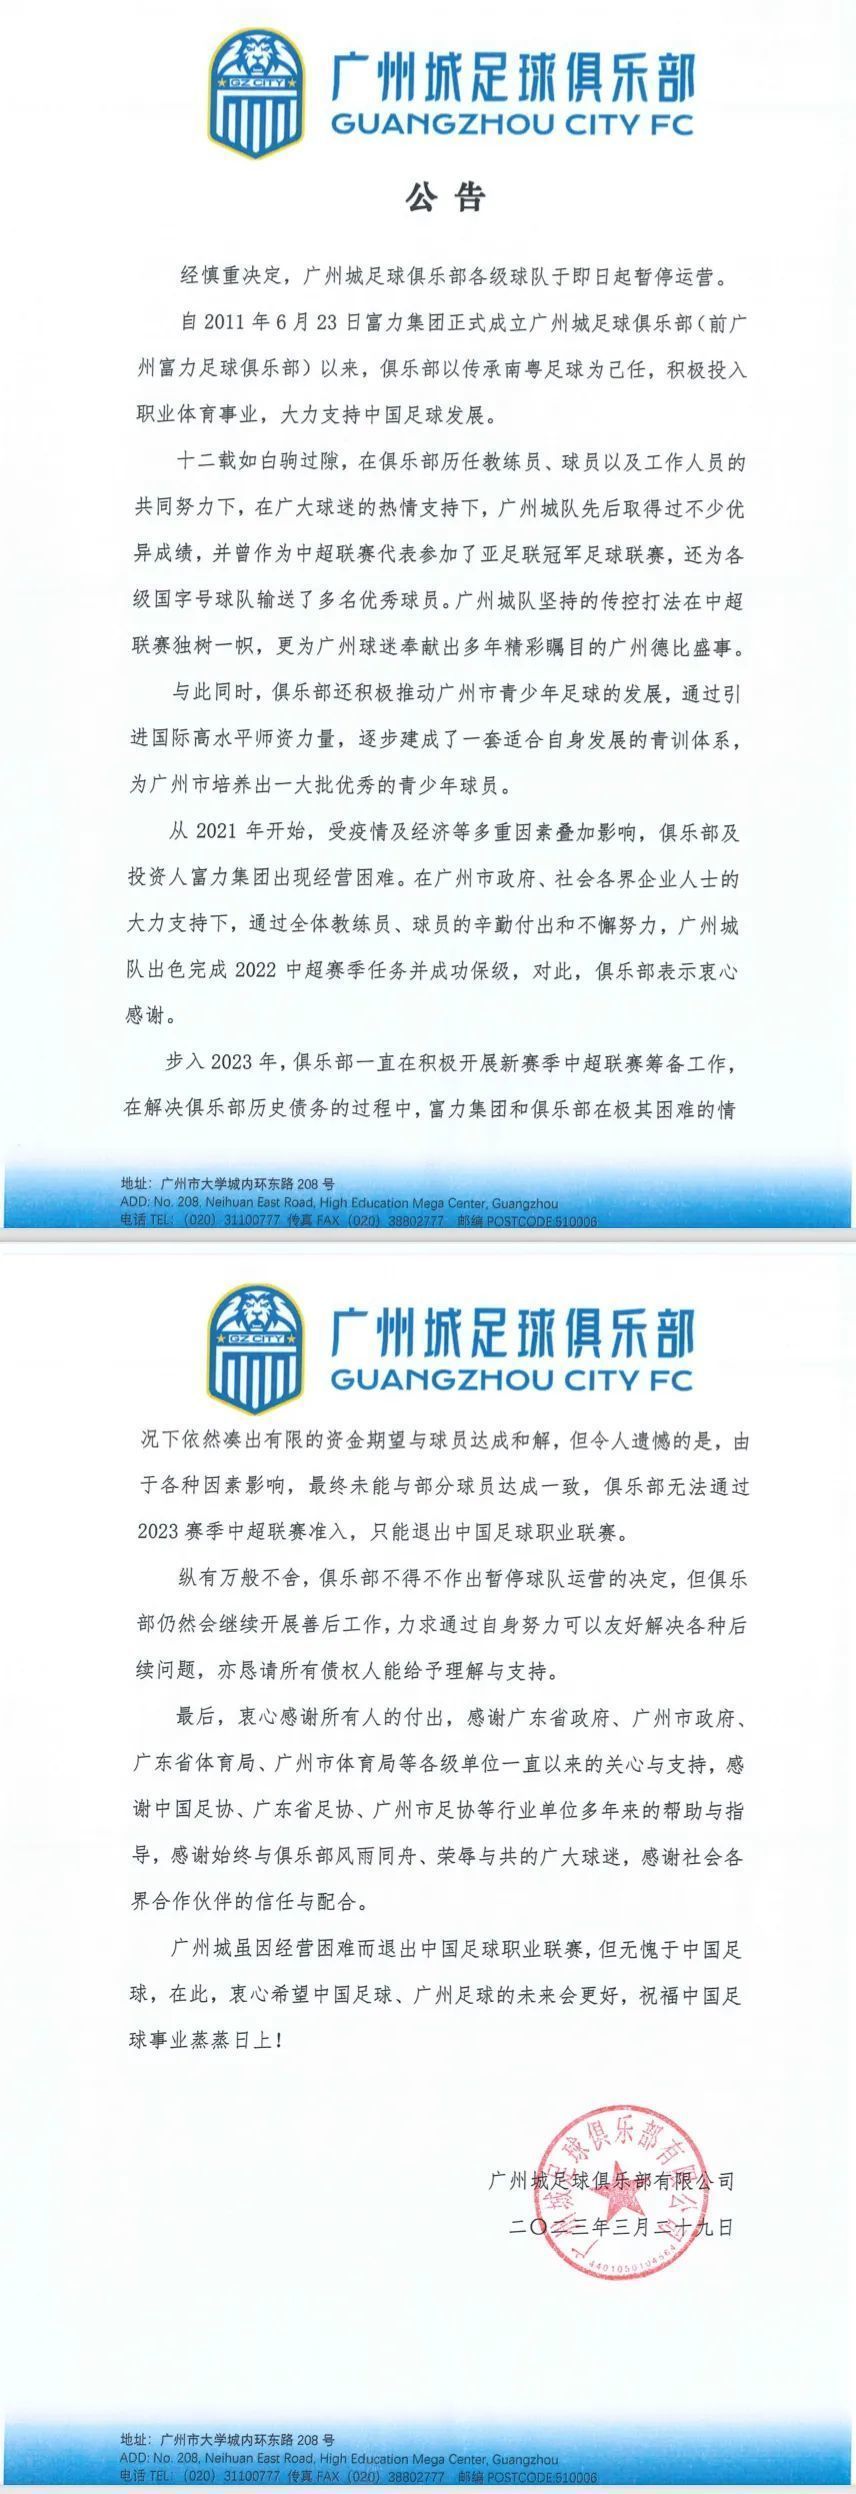 GZ CITY
广州城足球俱乐部
GUANGZHOU CITY FC
公告
经慎重决定，广州城足球俱乐部各级球队于即日起暂停运营。
自 2011 年 6 月 23 日富力集团正式成立广州城足球俱乐部（前广
州富力足球俱乐部）以来，俱乐部以传承南粤足球为己任，积极投入
职业体育事业，大力支持中国足球发展。
十二载如白驹过隙，在俱乐部历任教练员、球员以及工作人员的
共同努力下，在广大球迷的热情支持下，广州城队先后取得过不少优
异成绩，并曾作为中超联赛代表参加了亚足联冠军足球联赛，还为各
级国字号球队输送了多名优秀球员。广州城队坚持的传控打法在中超
联赛独树一帜，更为广州球迷奉献出多年精彩瞩目的广州德比盛事。
与此同时，俱乐部还积极推动广州市青少年足球的发展，通过引
进国际高水平师资力量，逐步建成了一套适合自身发展的青训体系，
为广州市培养出一大批优秀的青少年球员。
从 2021 年开始，受疫情及经济等多重因素叠加影响，俱乐部及
投资人富力集团出现经营困难。在广州市政府、社会各界企业人士的
大力支持下，通过全体教练员、球员的辛勤付出和不懈努力，广州城
队出色完成 2022 中超赛季任务并成功保级，对此，俱乐部表示衷心
感谢。
步入 2023 年，俱乐部一直在积极开展新赛季中超联赛筹备工作，
在解决俱乐部历史债务的过程中，富力集团和俱乐部在极其困难的情
地址：广州市大学城内环东路 208 号
ADD: No. 208, Neihuan East Road, High Education Mega Center, Guangzhou
电话 TEL:（020）31100777 传真 FAX（020）38802777 邮编 POSTCODE 510006
GZ CITY
广州城足球俱乐部
GUANGZHOU CITY FC
况下依然凑出有限的资金期望与球员达成和解，但令人遗憾的是，由
于各种因素影响，最终未能与部分球员达成一致，俱乐部无法通过
2023 赛季中超联赛准入，只能退出中国足球职业联赛。
纵有万般不舍，俱乐部不得不作出暂停球队运营的决定，但俱乐
部仍然会继续开展善后工作，力求通过自身努力可以友好解决各种后
续问题，亦恳请所有债权人能给予理解与支持。
最后，衷心感谢所有人的付出，感谢广东省政府、广州市政府、
广东省体育局、广州市体育局等各级单位一直以来的关心与支持，感
谢中国足协、广东省足协、广州市足协等行业单位多年来的帮助与指
导，感谢始终与俱乐部风雨同舟、荣辱与共的广大球迷，感谢社会各
界合作伙伴的信任与配合。
广州城虽因经营困难而退出中国足球职业联赛，但无愧于中国足
球，在此，衷心希望中国足球、广州足球的未来会更好，祝福中国足
球事业蒸蒸日上！
广州城足球俱乐部有限公司
二〇二三年三月二十九日
广州城足球俱乐部有限公司
4401050104564
地址：广州市大学城内环东路 208 号
ADD: No. 208, Neihuan East Road, High Education Mega Center, Guangzhou
电话 TEL:（020）31100777 传真 FAX（020）38802777 邮编 POSTCODE 510006